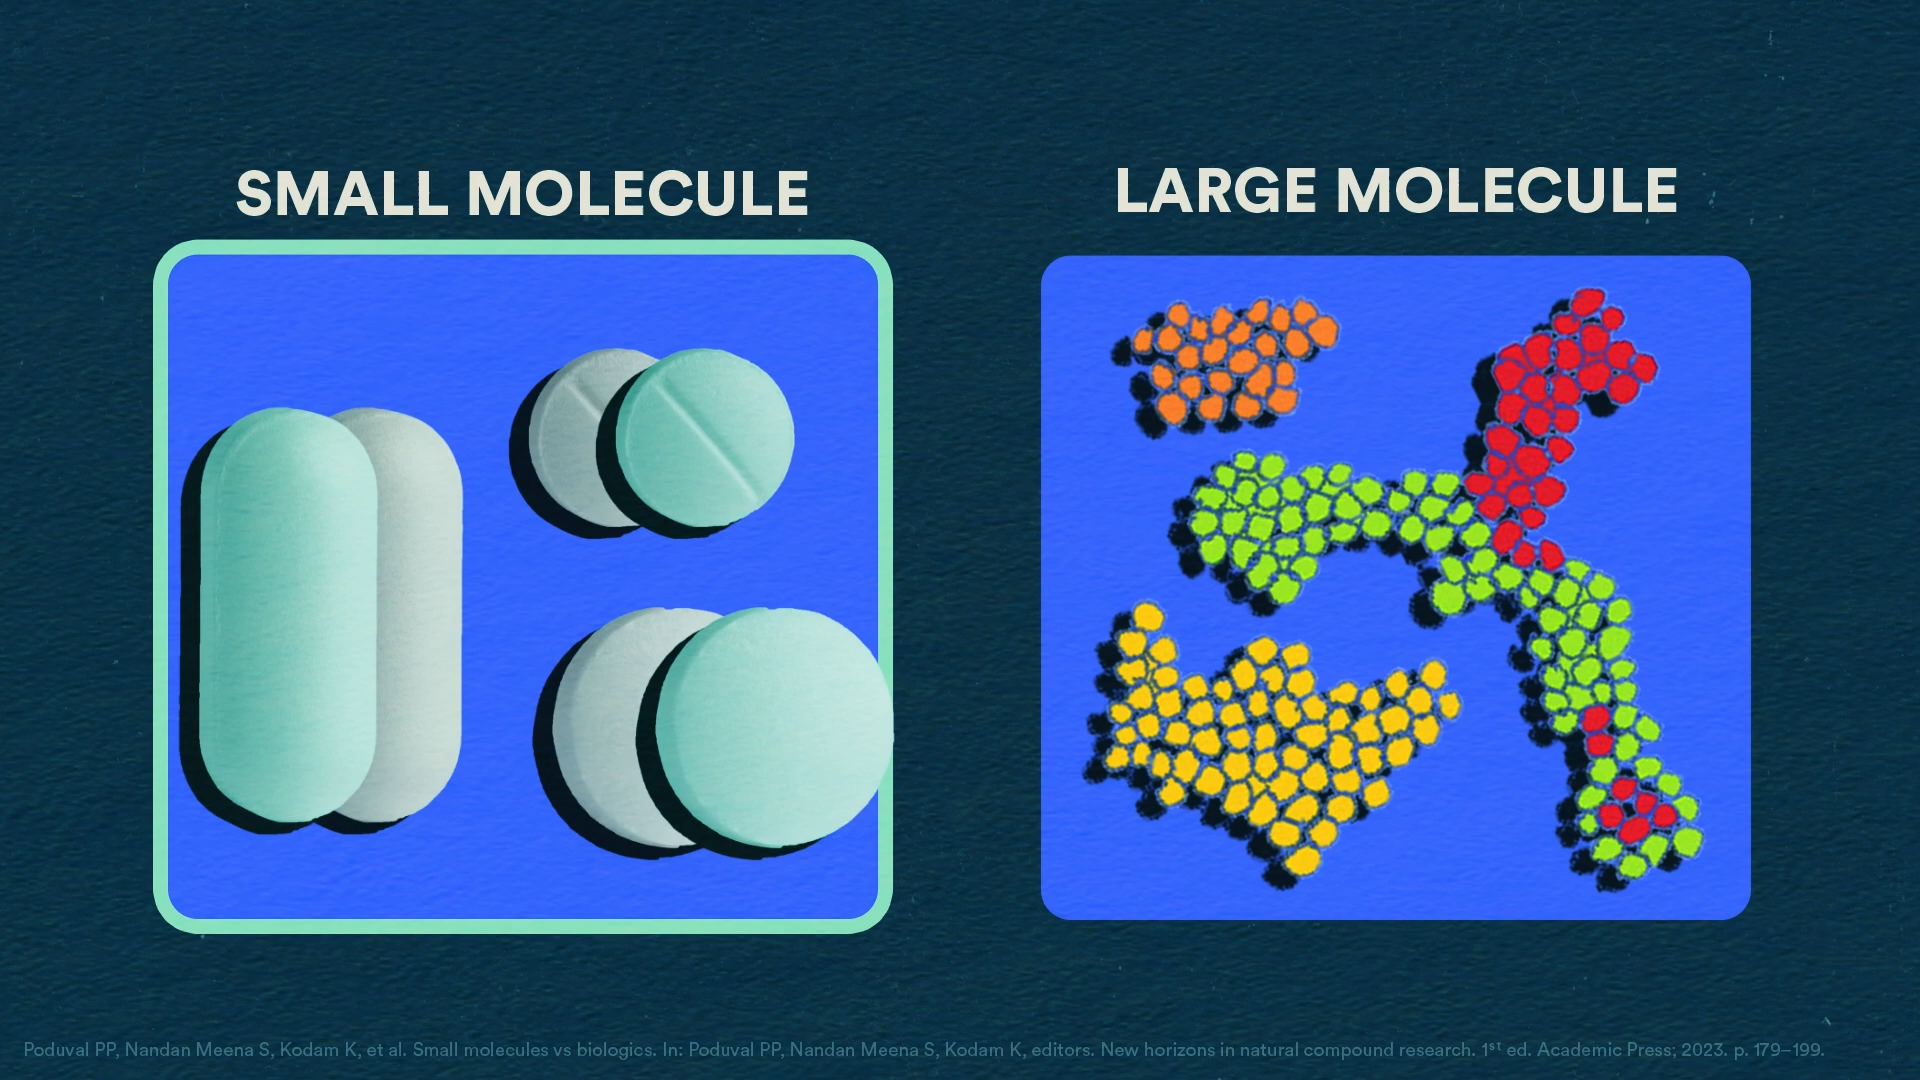 SMALL MOLECULE
LARGE MOLECULE
Poduval PP, Nandan Meena S, Kodam K, et al. Small molecules vs biologics. In: Poduval PP, Nandan Meena S, Kodam K, editors. New horizons in natural compound research. 1ˢᵗ ed. Academic Press; 2023. p. 179–199.